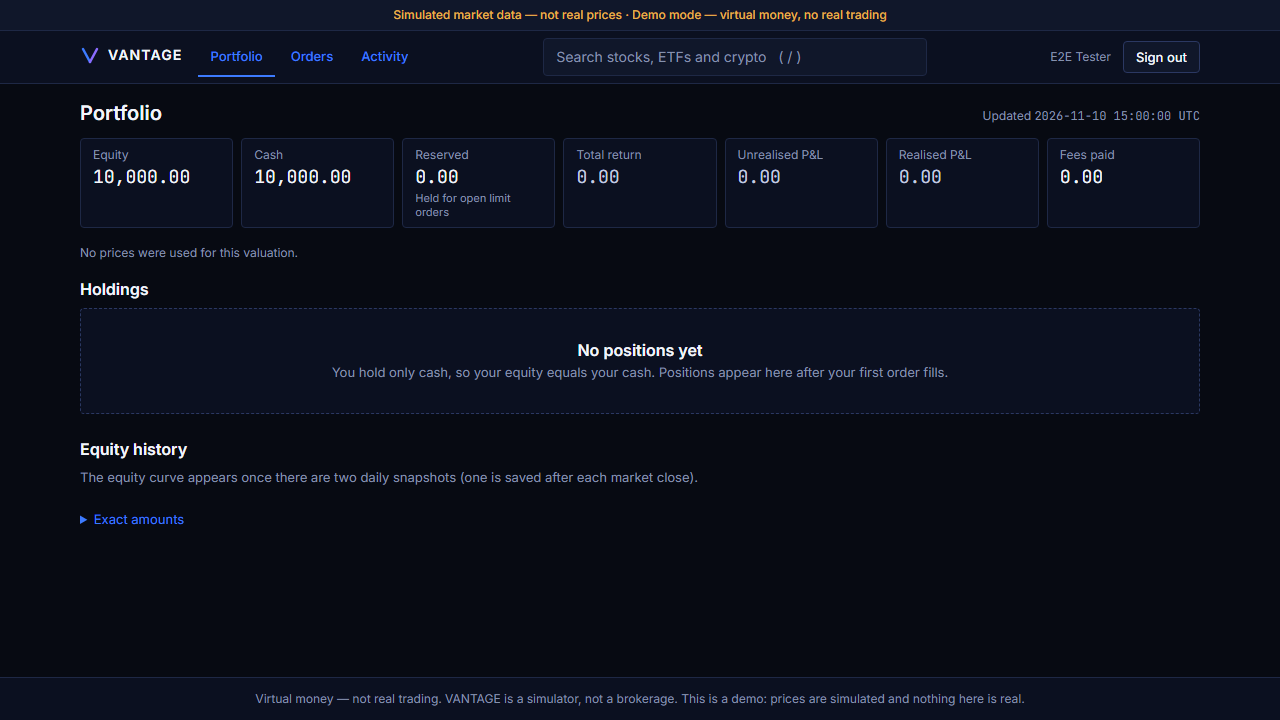 Simulated market data — not real prices · Demo mode — virtual money, no real trading
VANTAGE
Portfolio
Orders
Activity
Search stocks, ETFs and crypto ( / )
E2E Tester
Sign out
Portfolio
Updated 2026-11-10 15:00:00 UTC
Equity
10,000.00
Cash
10,000.00
Reserved
0.00
Held for open limit
orders
Total return
0.00
Unrealised P&L
0.00
Realised P&L
0.00
Fees paid
0.00
No prices were used for this valuation.
Holdings
No positions yet
You hold only cash, so your equity equals your cash. Positions appear here after your first order fills.
Equity history
The equity curve appears once there are two daily snapshots (one is saved after each market close).
Exact amounts
Virtual money — not real trading. VANTAGE is a simulator, not a brokerage. This is a demo: prices are simulated and nothing here is real.